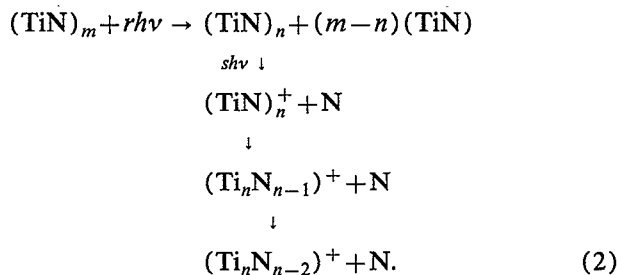 (TiN)ₘ + rhν → (TiN)ₙ + (m−n)(TiN)
shν ↓
(TiN)ₙ⁺ + N
↓
(TiₙNₙ₋₁)⁺ + N
↓
(TiₙNₙ₋₂)⁺ + N. (2)